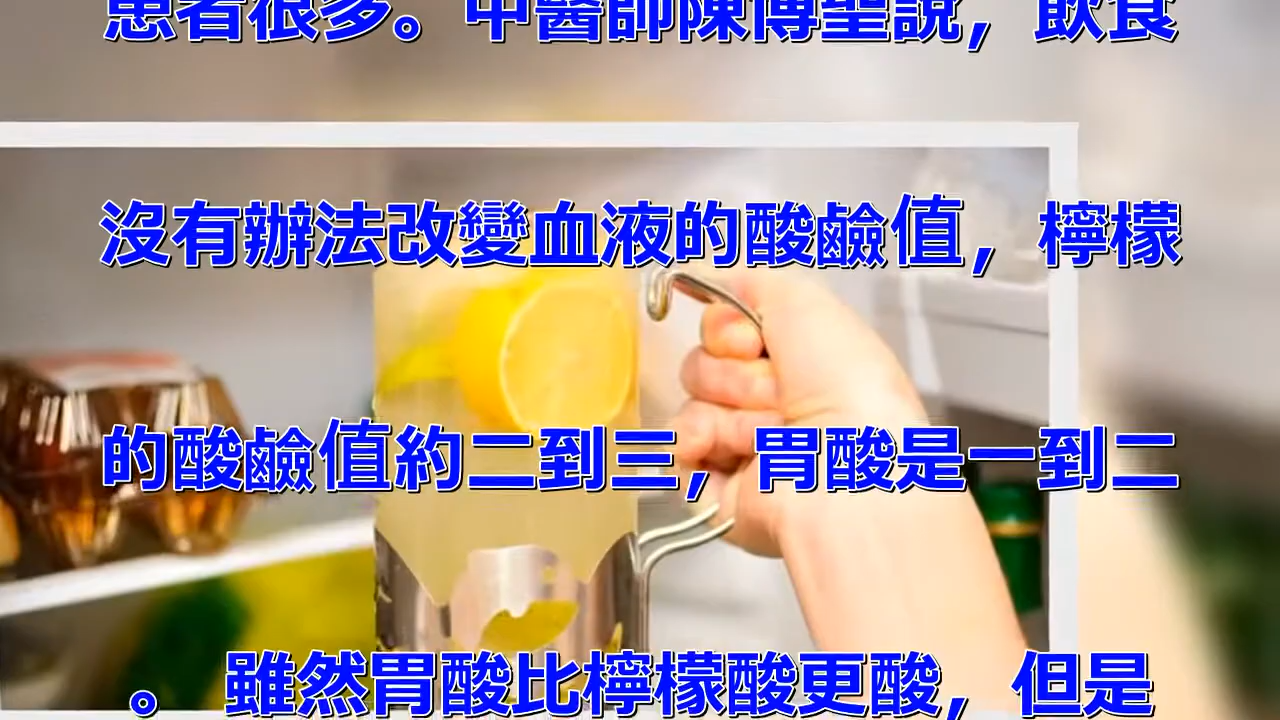 患者很多。中醫師陳博聖說，飲食
沒有辦法改變血液的酸鹼值，檸檬
的酸鹼值約二到三，胃酸是一到二
。 雖然胃酸比檸檬酸更酸，但是